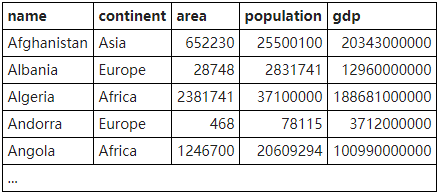 name continent area population gdp
Afghanistan Asia 652230 25500100 20343000000
Albania Europe 28748 2831741 12960000000
Algeria Africa 2381741 37100000 188681000000
Andorra Europe 468 78115 3712000000
Angola Africa 1246700 20609294 100990000000
...